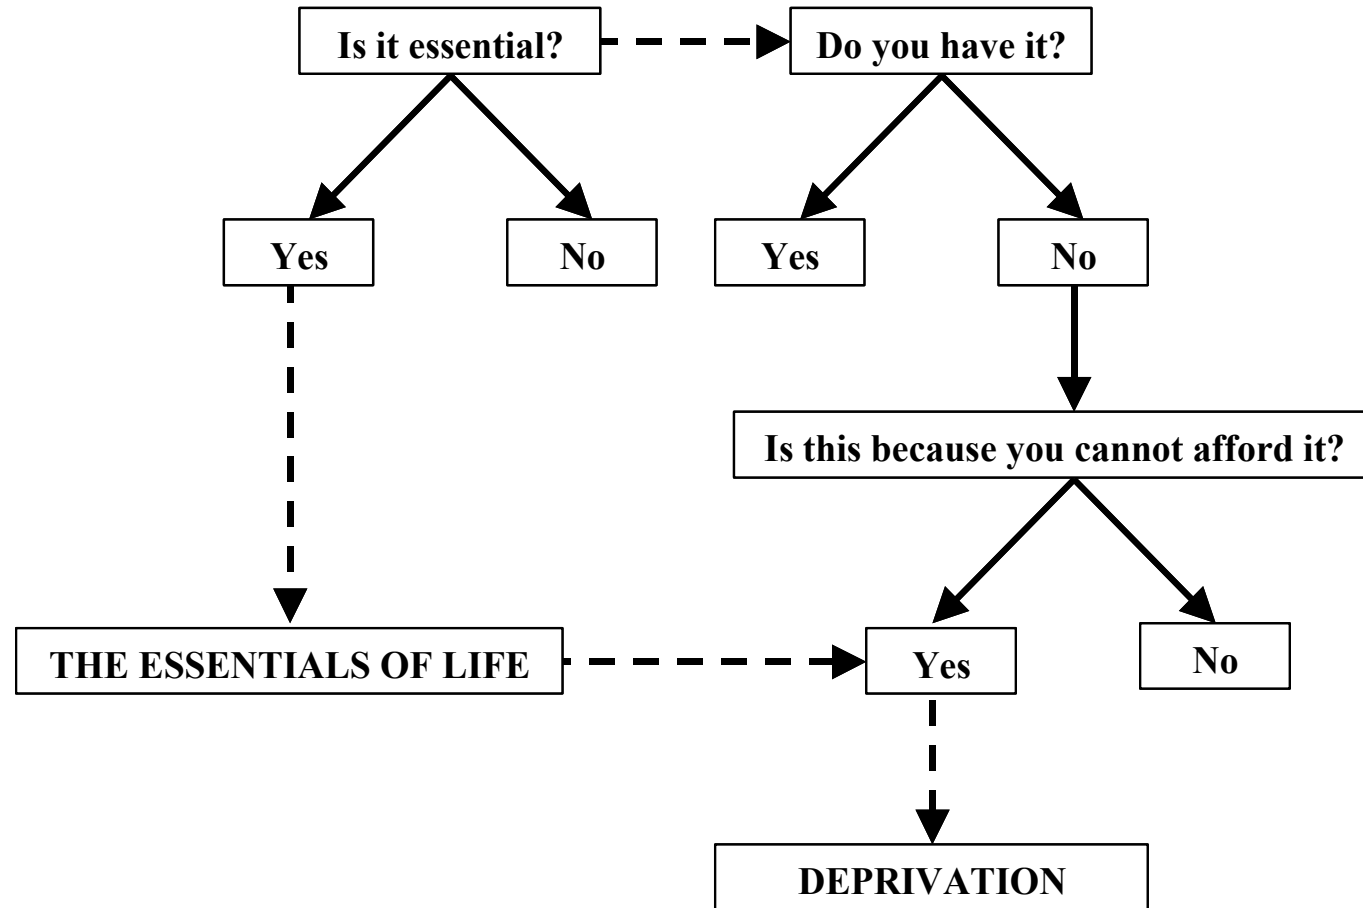 Is it essential?
Do you have it?
Yes
No
Yes
No
Is this because you cannot afford it?
THE ESSENTIALS OF LIFE
Yes
No
DEPRIVATION